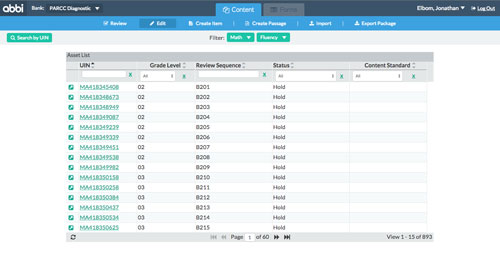 abbi Bank: PARCC Diagnostic Content Forms Elbom, Jonathan Log Out
Review Edit Create Item Create Passage Import Export Package
Search by UIN Filter: Math Fluency
Asset List
UIN Grade Level Review Sequence Status Content Standard
X All X X All X All X
MA418345408 02 B201 Hold
MA418348673 02 B202 Hold
MA418348949 02 B203 Hold
MA418349087 02 B204 Hold
MA418349239 02 B205 Hold
MA418349339 02 B206 Hold
MA418349451 02 B207 Hold
MA418349538 02 B208 Hold
MA418349982 03 B209 Hold
MA418350158 03 B210 Hold
MA418350258 03 B211 Hold
MA418350384 03 B212 Hold
MA418350437 03 B213 Hold
MA418350534 03 B214 Hold
MA418350625 03 B215 Hold
Page 1 of 60 View 1 - 15 of 893